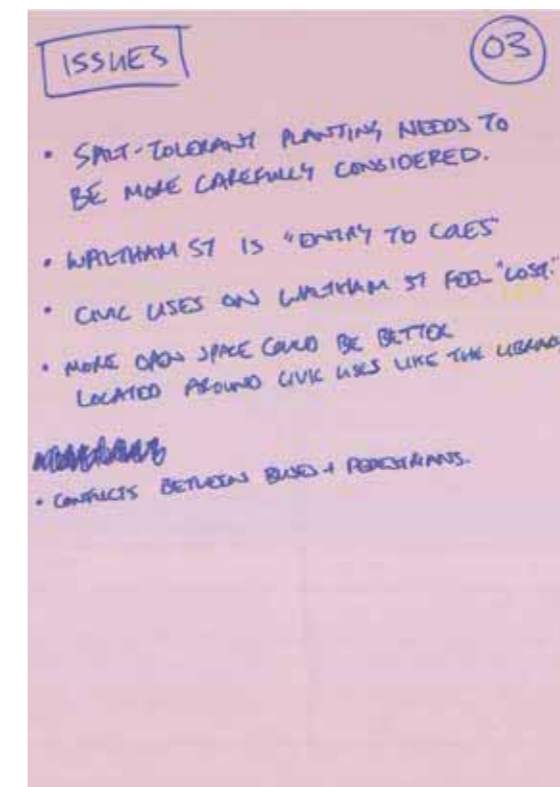 ISSUES
03
• SALT-TOLERANT PLANTING NEEDS TO
BE MORE CAREFULLY CONSIDERED.
• WALTHAM ST IS "ENTRY TO COLES"
• CIVIC USES ON WALTHAM ST FEEL "LOST."
• MORE OPEN SPACE COULD BE BETTER
LOCATED AROUND CIVIC USES LIKE THE
• CONFLICTS BETWEEN BUSES + PEDESTRIANS.